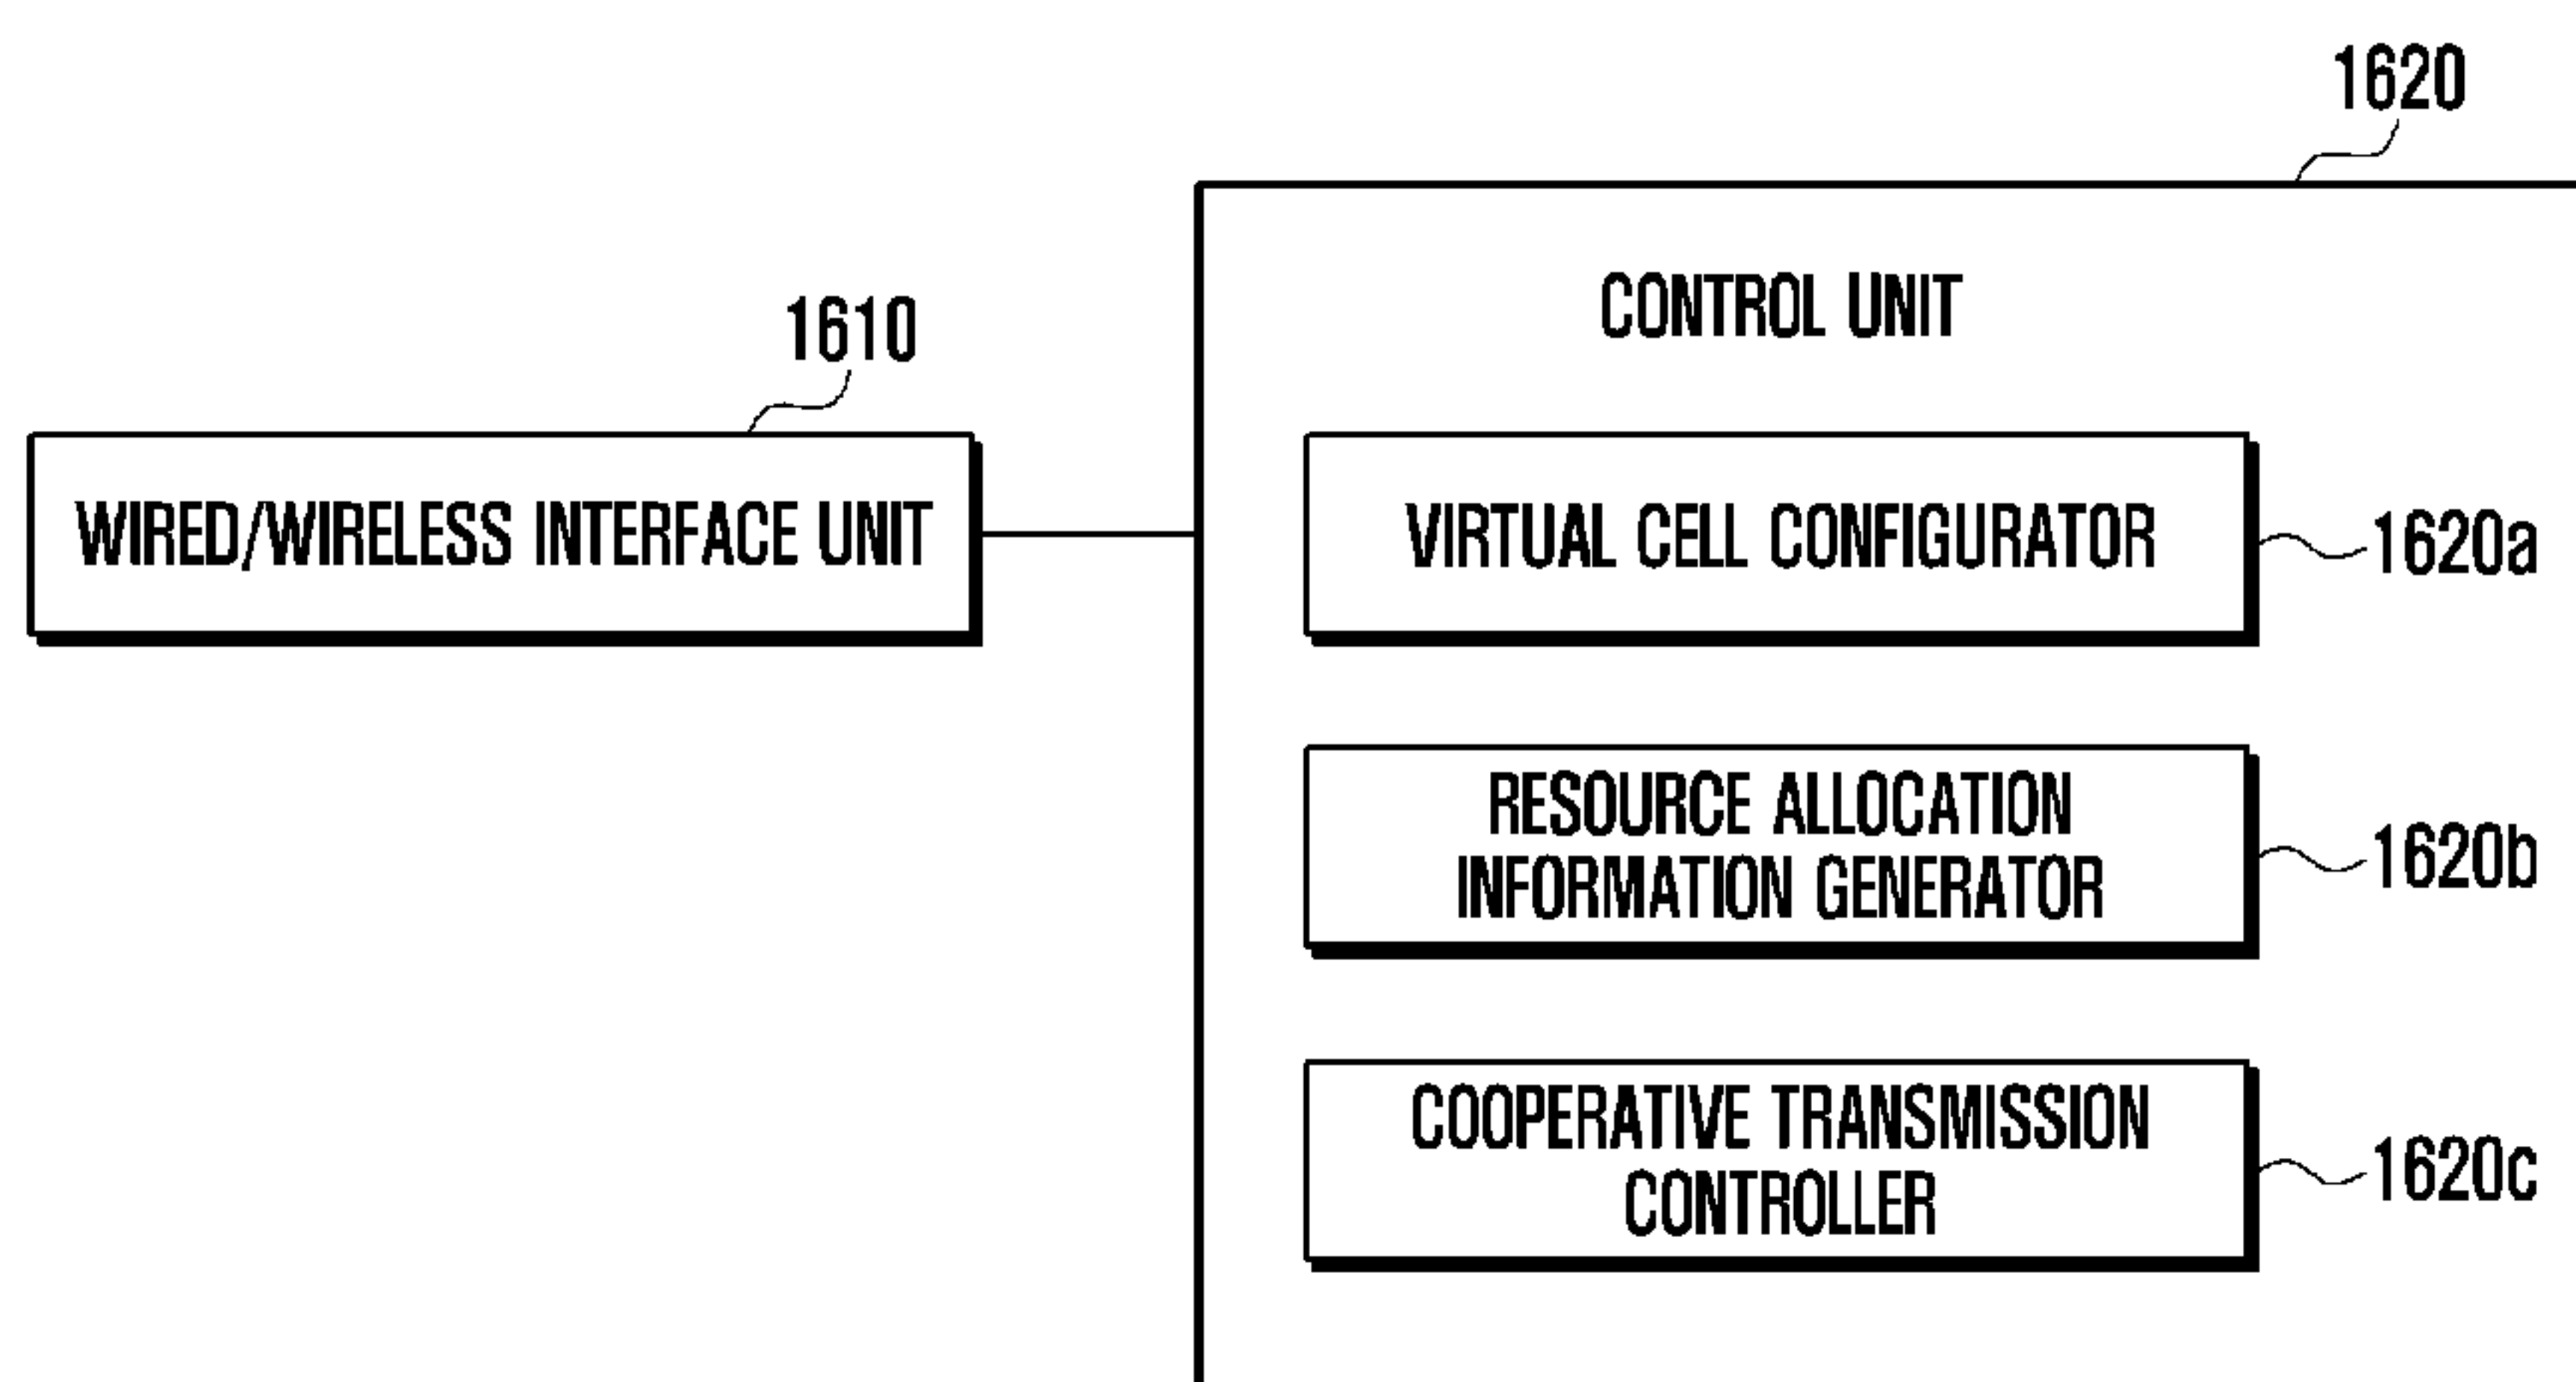 1620
CONTROL UNIT
1610
WIRED/WIRELESS INTERFACE UNIT
VIRTUAL CELL CONFIGURATOR
1620a
RESOURCE ALLOCATION
INFORMATION GENERATOR
1620b
COOPERATIVE TRANSMISSION
CONTROLLER
1620c